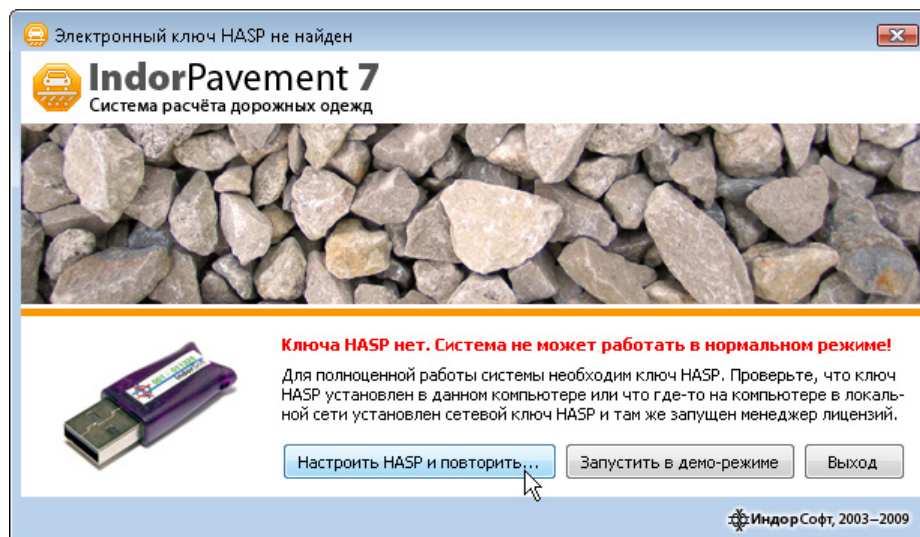 Электронный ключ HASP не найден
IndorPavement 7
Система расчёта дорожных одежд
Ключа HASP нет. Система не может работать в нормальном режиме!
Для полноценной работы системы необходим ключ HASP. Проверьте, что ключ
HASP установлен в данном компьютере или что где-то на компьютере в локаль-
ной сети установлен сетевой ключ HASP и там же запущен менеджер лицензий.
Настроить HASP и повторить...
Запустить в демо-режиме
Выход
ИндорСофт, 2003–2009